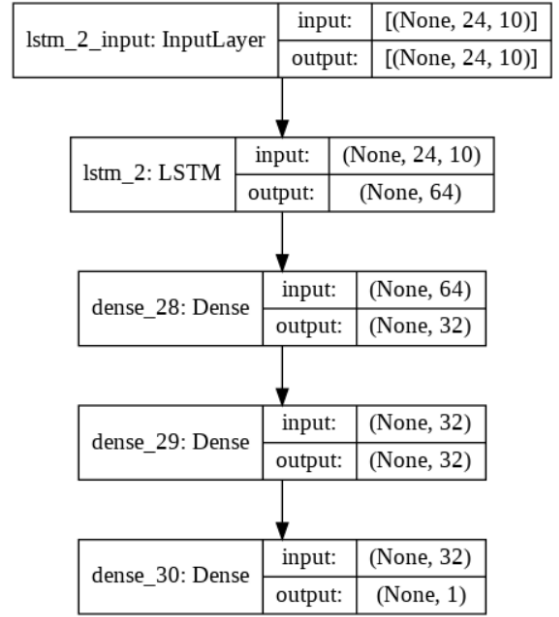 lstm_2_input: InputLayer
input: [(None, 24, 10)]
output: [(None, 24, 10)]
lstm_2: LSTM
input: (None, 24, 10)
output: (None, 64)
dense_28: Dense
input: (None, 64)
output: (None, 32)
dense_29: Dense
input: (None, 32)
output: (None, 32)
dense_30: Dense
input: (None, 32)
output: (None, 1)